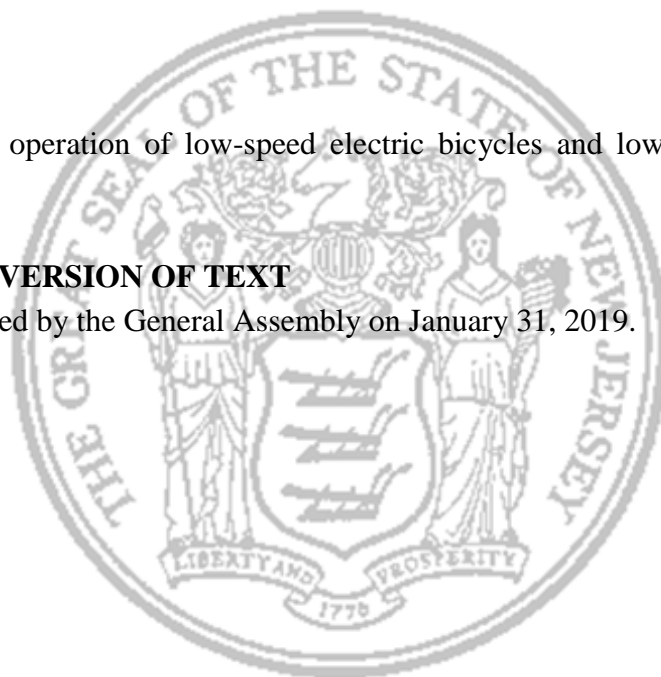 THE GREAT SEAL OF THE STATE OF NEW JERSEY
operation of low-speed electric bicycles and low
VERSION OF TEXT
ed by the General Assembly on January 31, 2019.
LIBERTY AND PROSPERITY
1776